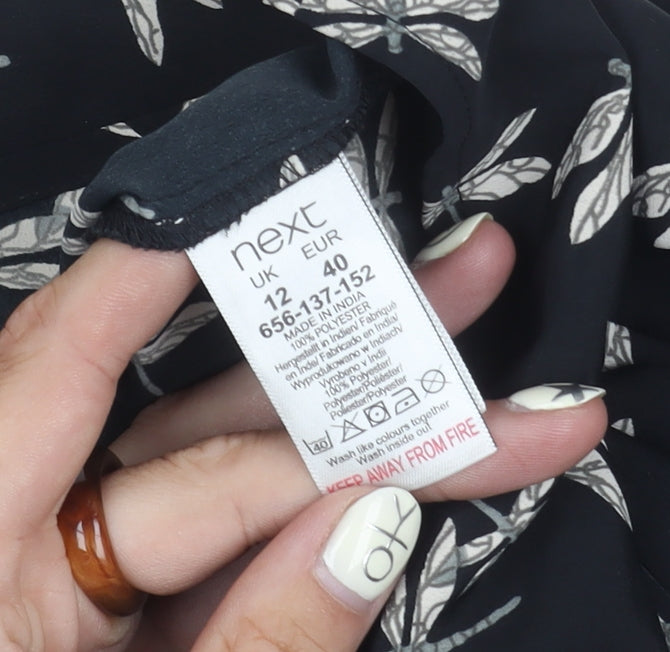 next
UK EUR
12 40
656-137-152
MADE IN INDIA
100% POLYESTER
Hergestellt in Indien/ Fabriqué
en Inde/ Fabricado en India/
Wyprodukowano w Indiach/
Vyrobeno v Indii
100% Polyester/
Polyester/Poliéster/
Poliester/Polyester
40
Wash like colours together
Wash inside out
KEEP AWAY FROM FIRE